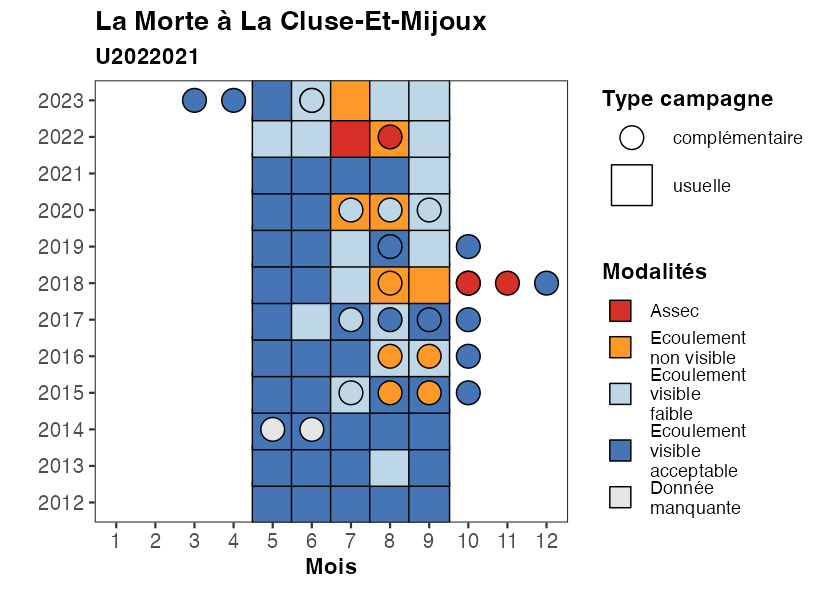 La Morte à La Cluse-Et-Mijoux
U2022021
2023
2022
2021
2020
2019
2018
2017
2016
2015
2014
2013
2012
1 2 3 4 5 6 7 8 9 10 11 12
Mois
Type campagne
complémentaire
usuelle
Modalités
Assec
Ecoulement
non visible
Ecoulement
visible
faible
Ecoulement
visible
acceptable
Donnée
manquante